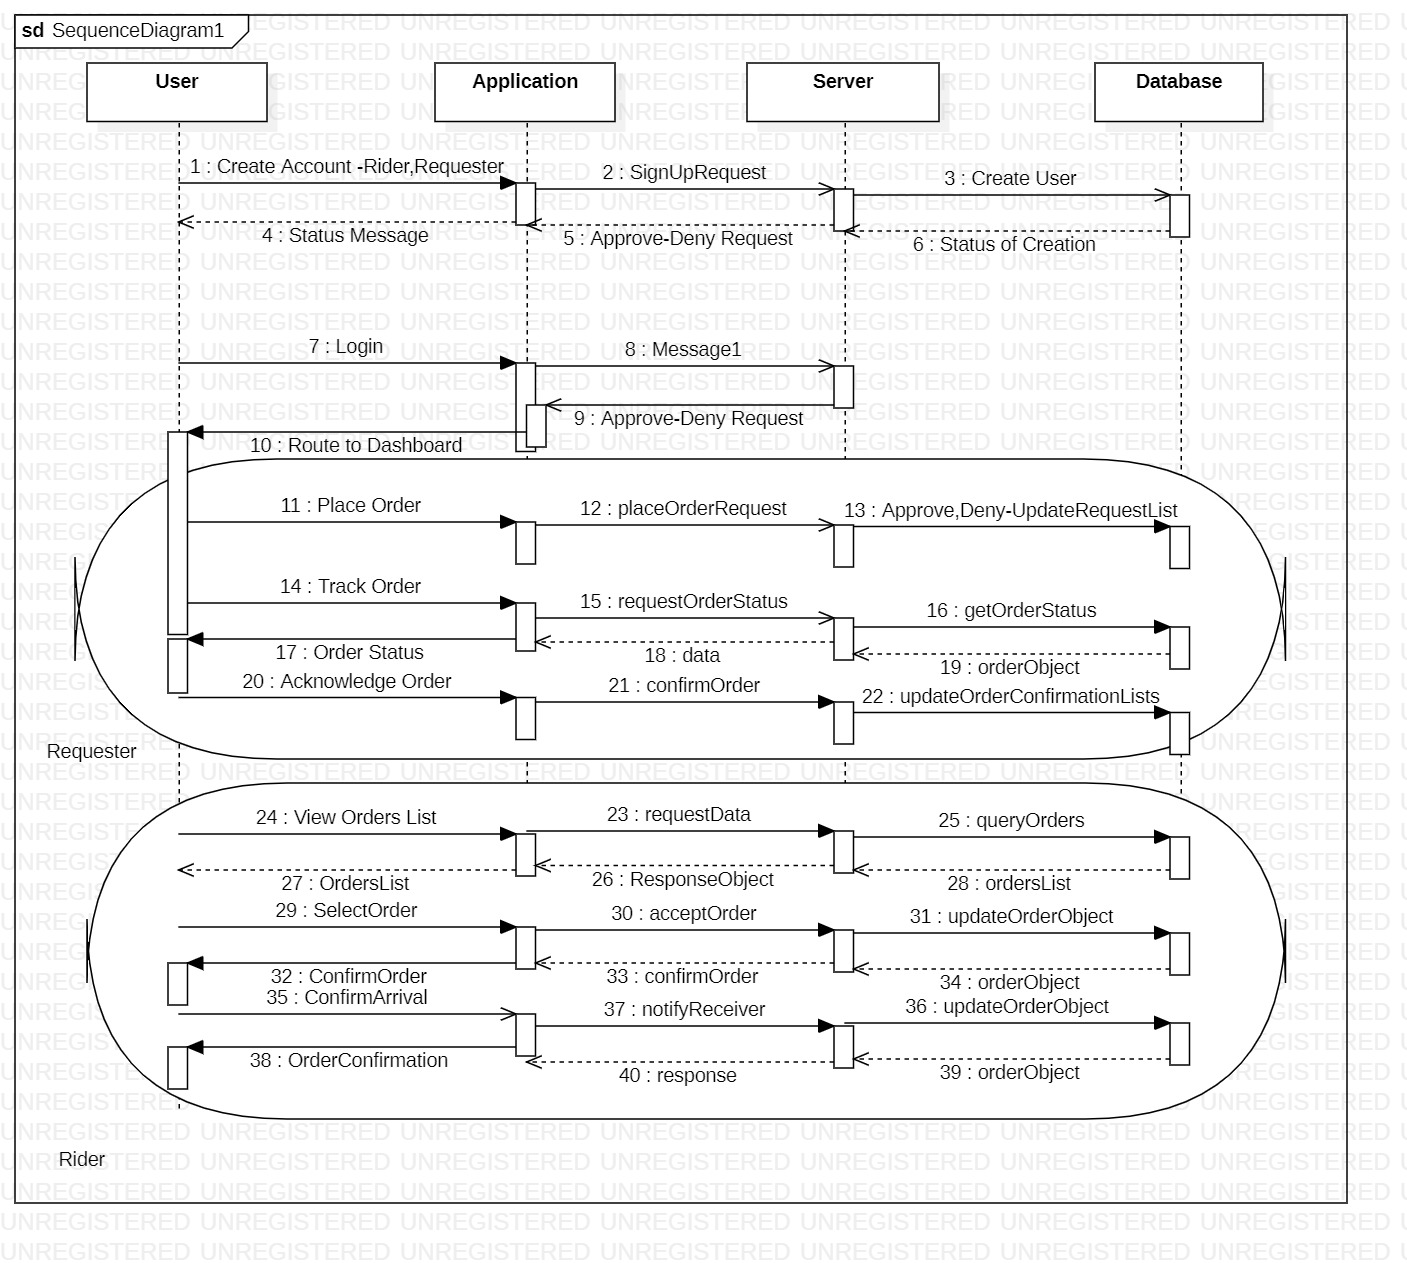 sd SequenceDiagram1
User
Application
Server
Database
1 : Create Account -Rider,Requester
2 : SignUpRequest
3 : Create User
4 : Status Message
5 : Approve-Deny Request
6 : Status of Creation
7 : Login
8 : Message1
9 : Approve-Deny Request
10 : Route to Dashboard
11 : Place Order
12 : placeOrderRequest
13 : Approve,Deny-UpdateRequestList
14 : Track Order
15 : requestOrderStatus
16 : getOrderStatus
17 : Order Status
18 : data
19 : orderObject
20 : Acknowledge Order
21 : confirmOrder
22 : updateOrderConfirmationLists
Requester
24 : View Orders List
23 : requestData
25 : queryOrders
27 : OrdersList
26 : ResponseObject
28 : ordersList
29 : SelectOrder
30 : acceptOrder
31 : updateOrderObject
32 : ConfirmOrder
33 : confirmOrder
34 : orderObject
35 : ConfirmArrival
37 : notifyReceiver
36 : updateOrderObject
38 : OrderConfirmation
40 : response
39 : orderObject
Rider
UNREGISTERED UNREGISTERED UNREGISTERED UNREGISTERED UNREGISTERED UNREGISTERED UNREGISTERED